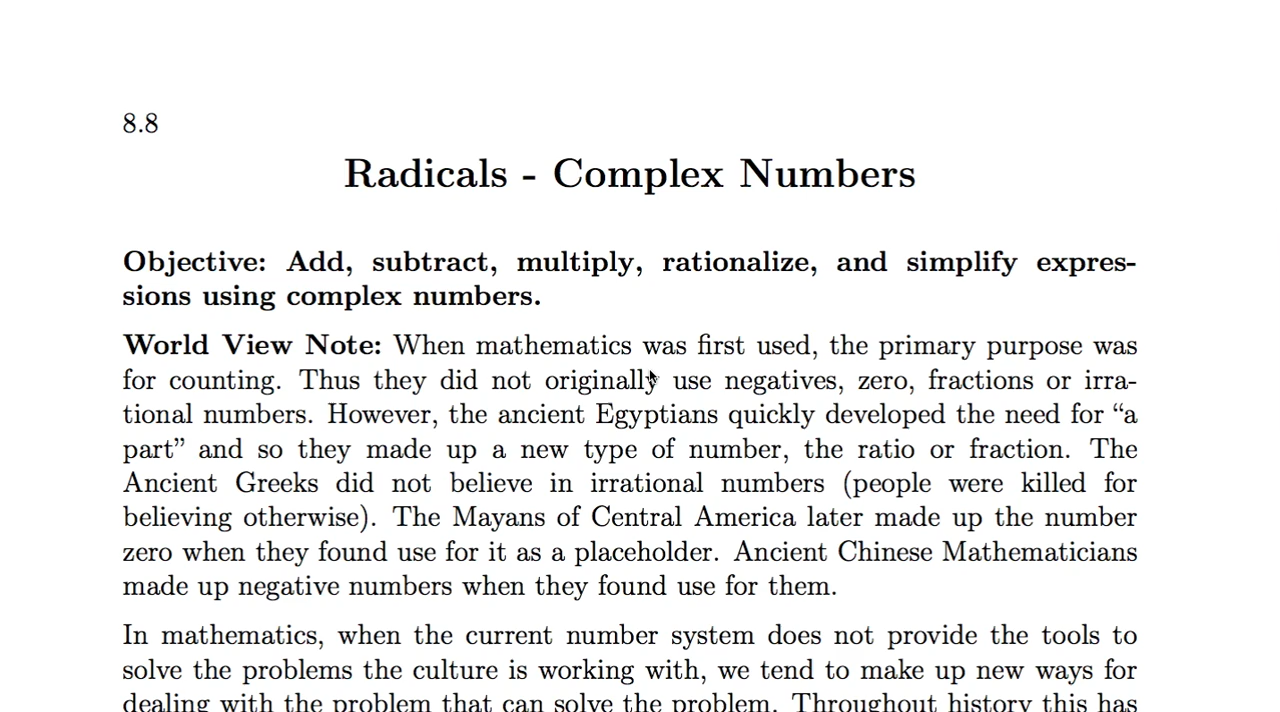 8.8
Radicals - Complex Numbers
Objective: Add, subtract, multiply, rationalize, and simplify expres-
sions using complex numbers.
World View Note: When mathematics was first used, the primary purpose was
for counting. Thus they did not originally use negatives, zero, fractions or irra-
tional numbers. However, the ancient Egyptians quickly developed the need for “a
part” and so they made up a new type of number, the ratio or fraction. The
Ancient Greeks did not believe in irrational numbers (people were killed for
believing otherwise). The Mayans of Central America later made up the number
zero when they found use for it as a placeholder. Ancient Chinese Mathematicians
made up negative numbers when they found use for them.
In mathematics, when the current number system does not provide the tools to
solve the problems the culture is working with, we tend to make up new ways for
dealing with the problem that can solve the problem. Throughout history this has